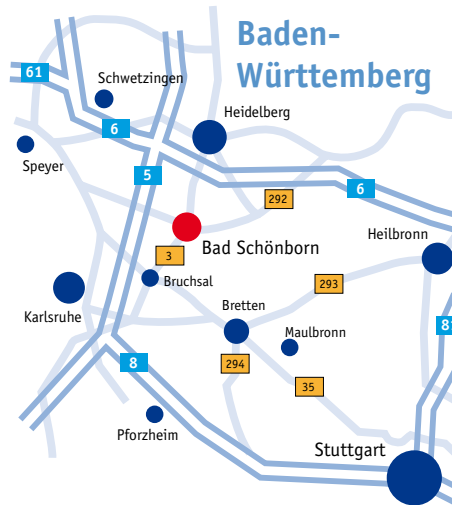 Baden-
Württemberg
61
Schwetzingen
Heidelberg
6
Speyer
5
6
292
Bad Schönborn
Heilbronn
3
Bruchsal
293
Karlsruhe
Bretten
Maulbronn
8
294
35
Pforzheim
Stuttgart